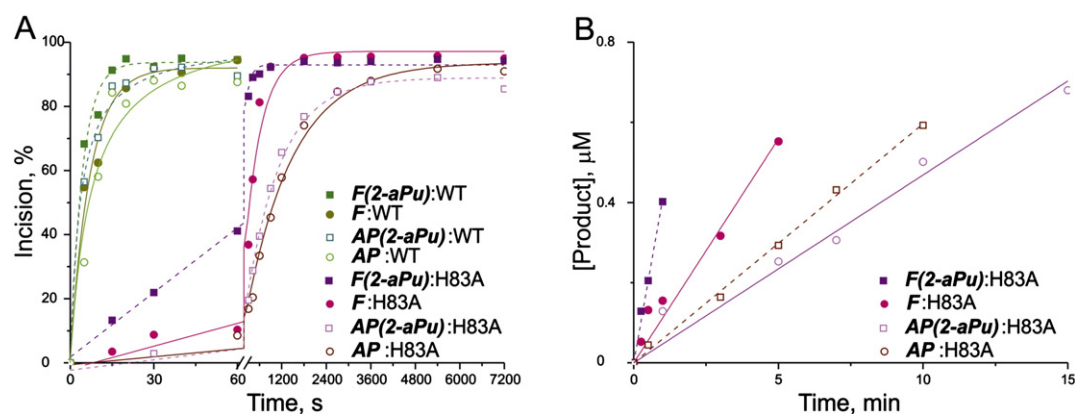 A
Incision, %
100
80
60
40
20
0
0
30
60
1200
2400
3600
4800
6000
7200
Time, s
F(2-aPu):WT
F:WT
AP(2-aPu):WT
AP:WT
F(2-aPu):H83A
F:H83A
AP(2-aPu):H83A
AP:H83A
B
[Product], μM
0.8
0.4
0
0
5
10
15
Time, min
F(2-aPu):H83A
F:H83A
AP(2-aPu):H83A
AP:H83A